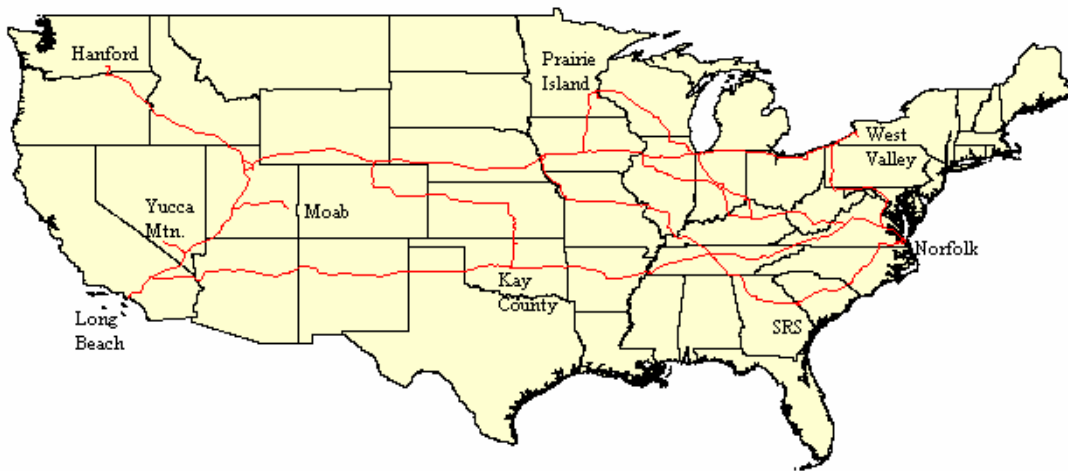 Hanford
Prairie
Island
West
Valley
Yucca
Mtn.
Moab
Norfolk
Kay
County
Long
Beach
SRS